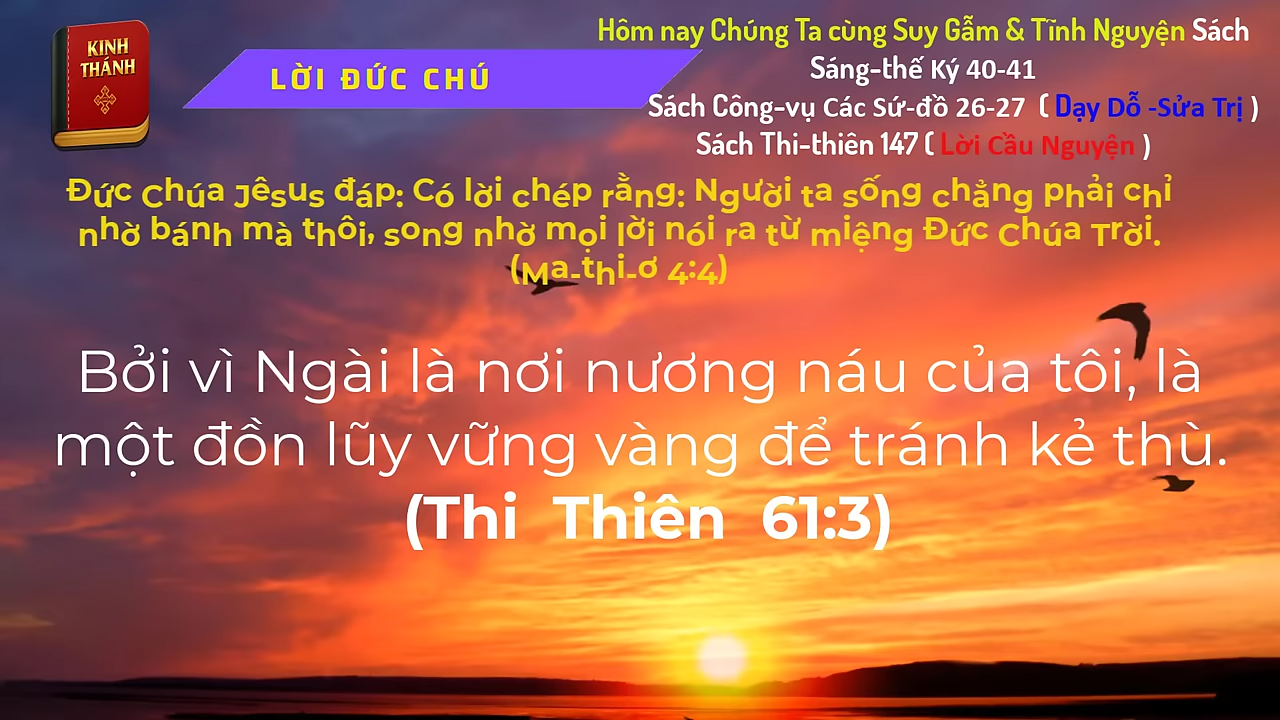 KINH
THÁNH
LỜI ĐỨC CHÚ
Hôm nay Chúng Ta cùng Suy Gẫm & Tĩnh Nguyện Sách
Sáng-thế Ký 40-41
Sách Công-vụ Các Sứ-đồ 26-27 ( Dạy Dỗ -Sửa Trị )
Sách Thi-thiên 147 ( Lời Cầu Nguyện )
Đức Chúa Jêsus đáp: Có lời chép rằng: Người ta sống chẳng phải chỉ
nhờ bánh mà thôi, song nhờ mọi lời nói ra từ miệng Đức Chúa Trời.
(Ma-thi-ơ 4:4)
Bởi vì Ngài là nơi nương náu của tôi, là
một đồn lũy vững vàng để tránh kẻ thù.
(Thi Thiên 61:3)